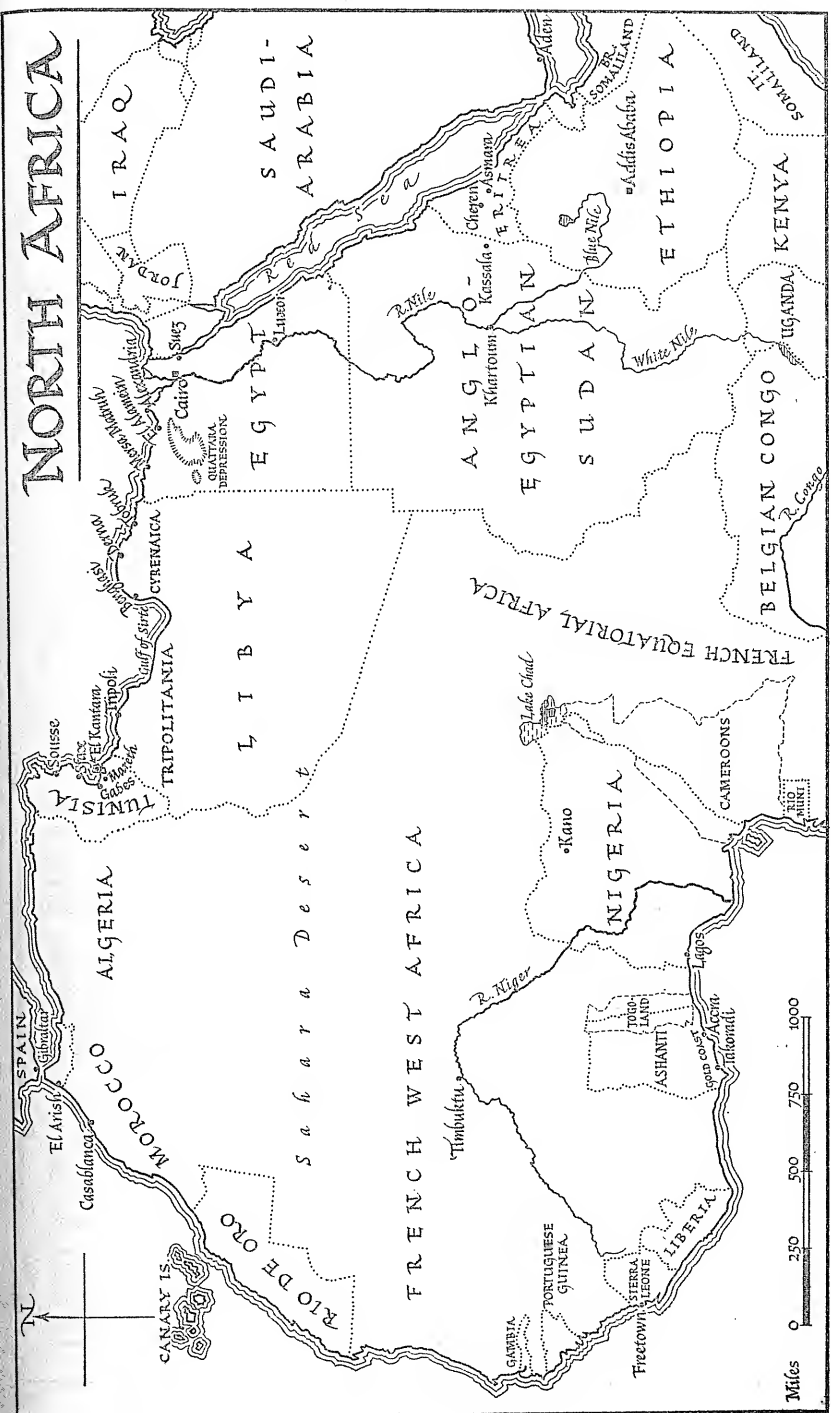 NORTH AFRICA
N
SPAIN
Gibraltar
El Arish
Casablanca
MOROCCO
CANARY IS.
RIO DE ORO
ALGERIA
TUNISIA
Sousse
Sfax
Gabes
Mareth
El Kantara
Tripoli
TRIPOLITANIA
Gulf of Sirte
Benghasi
CYRENAICA
Derna
Tobruk
Mersa Matruh
El Alamein
Alexandria
Cairo
Suez
QUATTARA
DEPRESSION
LIBYA
EGYPT
Luxor
JORDAN
IRAQ
SAUDI-
ARABIA
Red Sea
Sahara Desert
FRENCH WEST AFRICA
Timbuktu
R. Niger
GAMBIA
PORTUGUESE
GUINEA
SIERRA
LEONE
Freetown
LIBERIA
ASHANTI
TOGO-
LAND
GOLD COAST
Accra
Takoradi
Lagos
NIGERIA
Kano
Lake Chad
CAMEROONS
RIO
MUNI
FRENCH EQUATORIAL AFRICA
BELGIAN CONGO
R. Congo
ANGLO-
EGYPTIAN
SUDAN
R. Nile
Khartoum
Kassala
White Nile
Blue Nile
Cheren
Asmara
ERITREA
Addis Ababa
ETHIOPIA
Aden
BR.
SOMALILAND
IT.
SOMALILAND
UGANDA
KENYA
Miles
0 250 500 750 1000